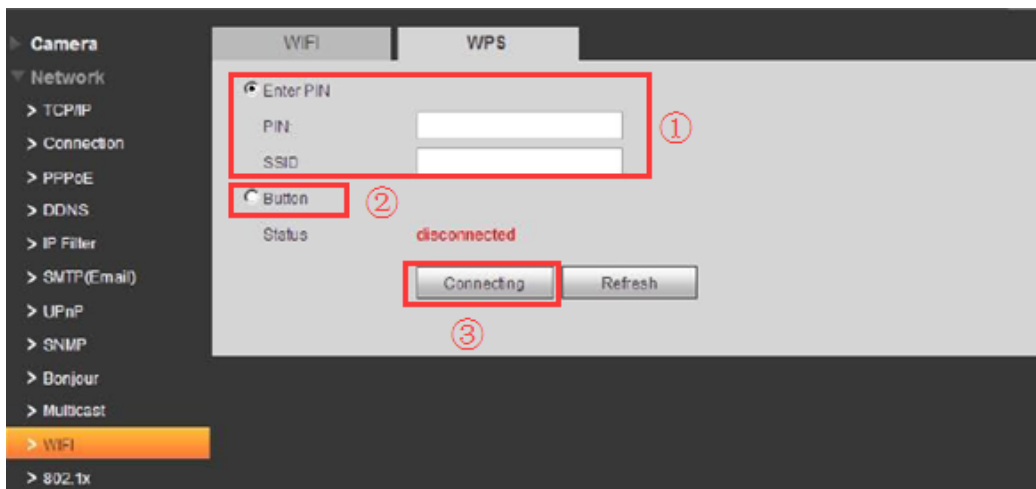 Camera
Network
> TCP/IP
> Connection
> PPPoE
> DDNS
> IP Filter
> SMTP(Email)
> UPnP
> SNMP
> Bonjour
> Multicast
> WIFI
> 802.1x
WIFI WPS
Enter PIN
PIN:
SSID
①
Button
②
Status disconnected
Connecting Refresh
③